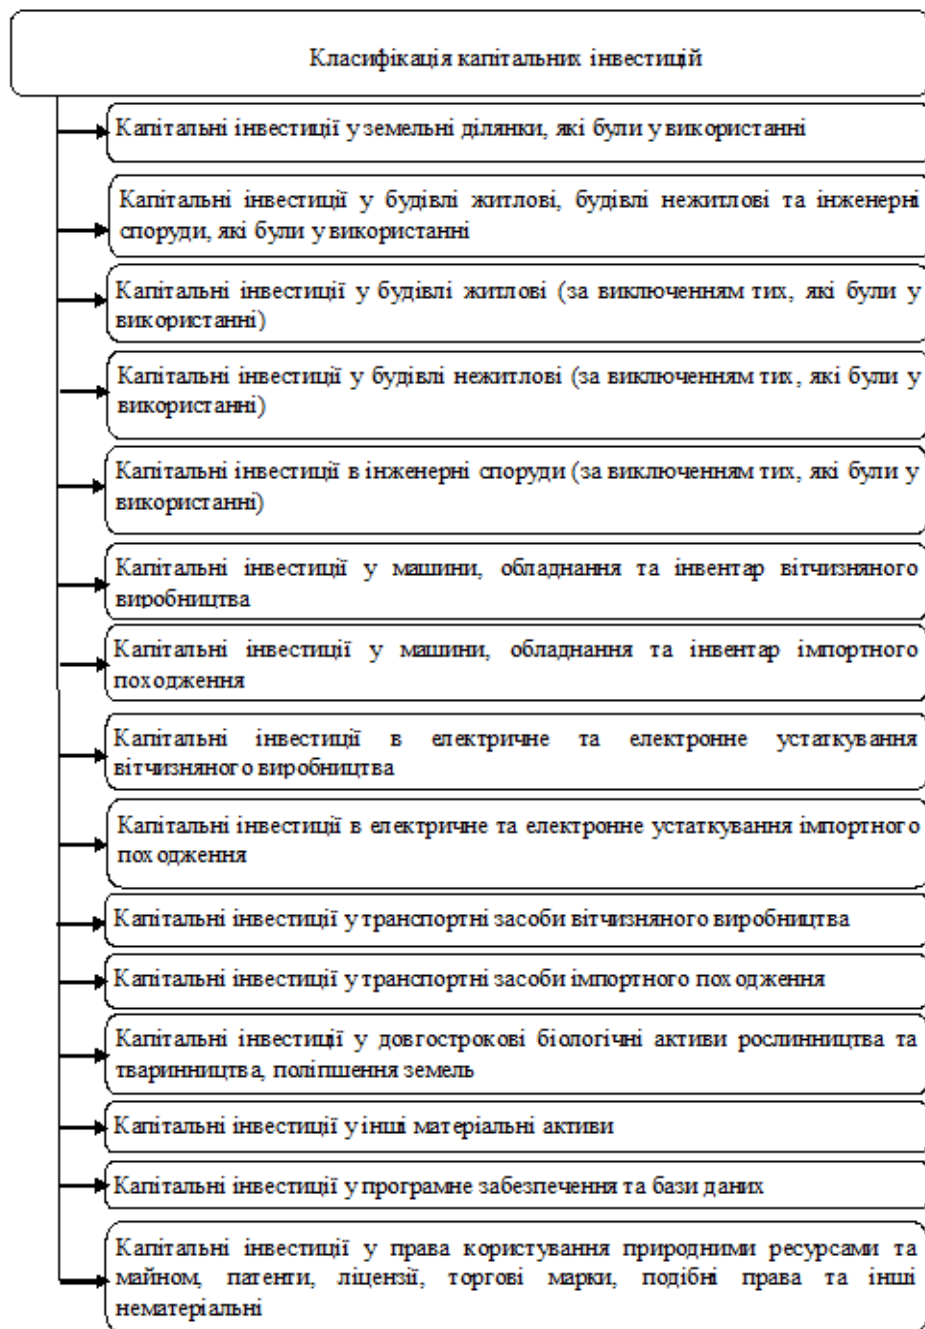 Класифікація капітальних інвестицій
Капітальні інвестиції у земельні ділянки, які були у використанні
Капітальні інвестиції у будівлі житлові, будівлі нежитлові та інженерні
споруди, які були у використанні
Капітальні інвестиції у будівлі житлові (за виключенням тих, які були у
використанні)
Капітальні інвестиції у будівлі нежитлові (за виключенням тих, які були у
використанні)
Капітальні інвестиції в інженерні споруди (за виключенням тих, які були у
використанні)
Капітальні інвестиції у машини, обладнання та інвентар вітчизняного
виробництва
Капітальні інвестиції у машини, обладнання та інвентар імпортного
походження
Капітальні інвестиції в електричне та електронне устаткування
вітчизняного виробництва
Капітальні інвестиції в електричне та електронне устаткування імпортного
походження
Капітальні інвестиції у транспортні засоби вітчизняного виробництва
Капітальні інвестиції у транспортні засоби імпортного походження
Капітальні інвестиції у довгострокові біологічні активи рослинництва та
тваринництва, поліпшення земель
Капітальні інвестиції у інші матеріальні активи
Капітальні інвестиції у програмне забезпечення та бази даних
Капітальні інвестиції у права користування природними ресурсами та
майном, патенти, ліцензії, торгові марки, подібні права та інші
нематеріальні